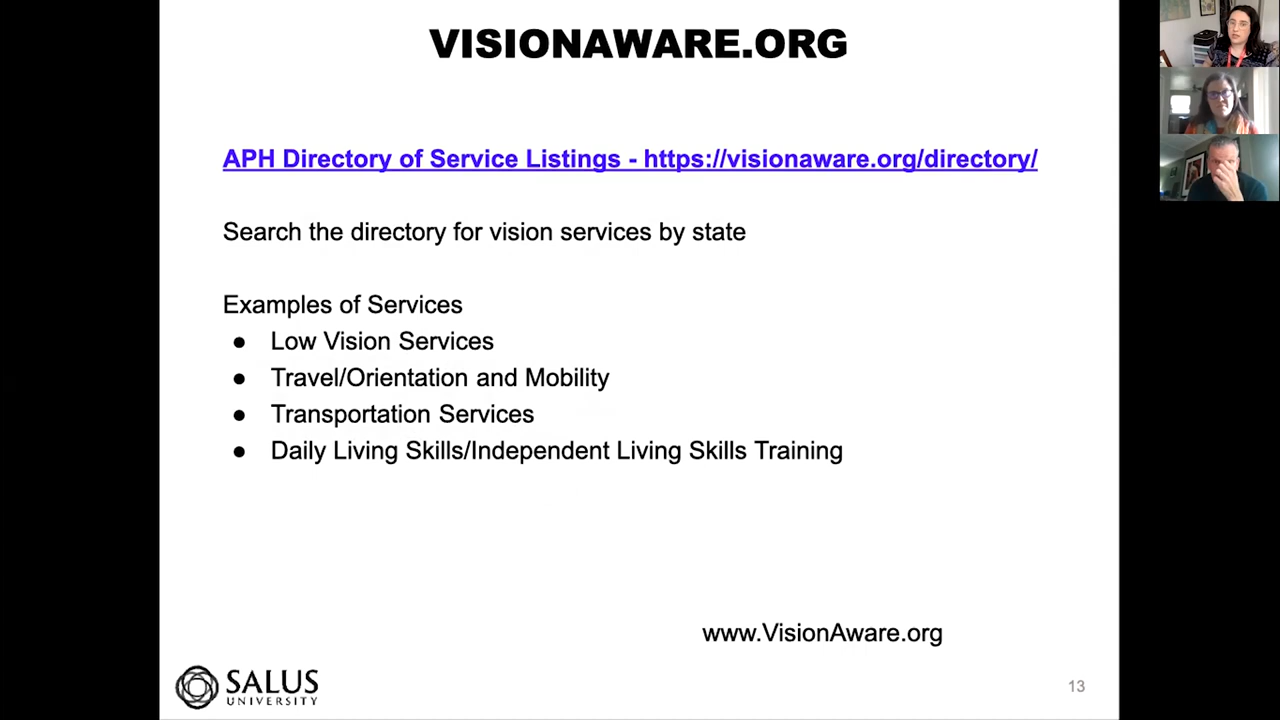 VISIONAWARE.ORG
APH Directory of Service Listings - https://visionaware.org/directory/
Search the directory for vision services by state
Examples of Services
● Low Vision Services
● Travel/Orientation and Mobility
● Transportation Services
● Daily Living Skills/Independent Living Skills Training
www.VisionAware.org
SALUS
UNIVERSITY
13